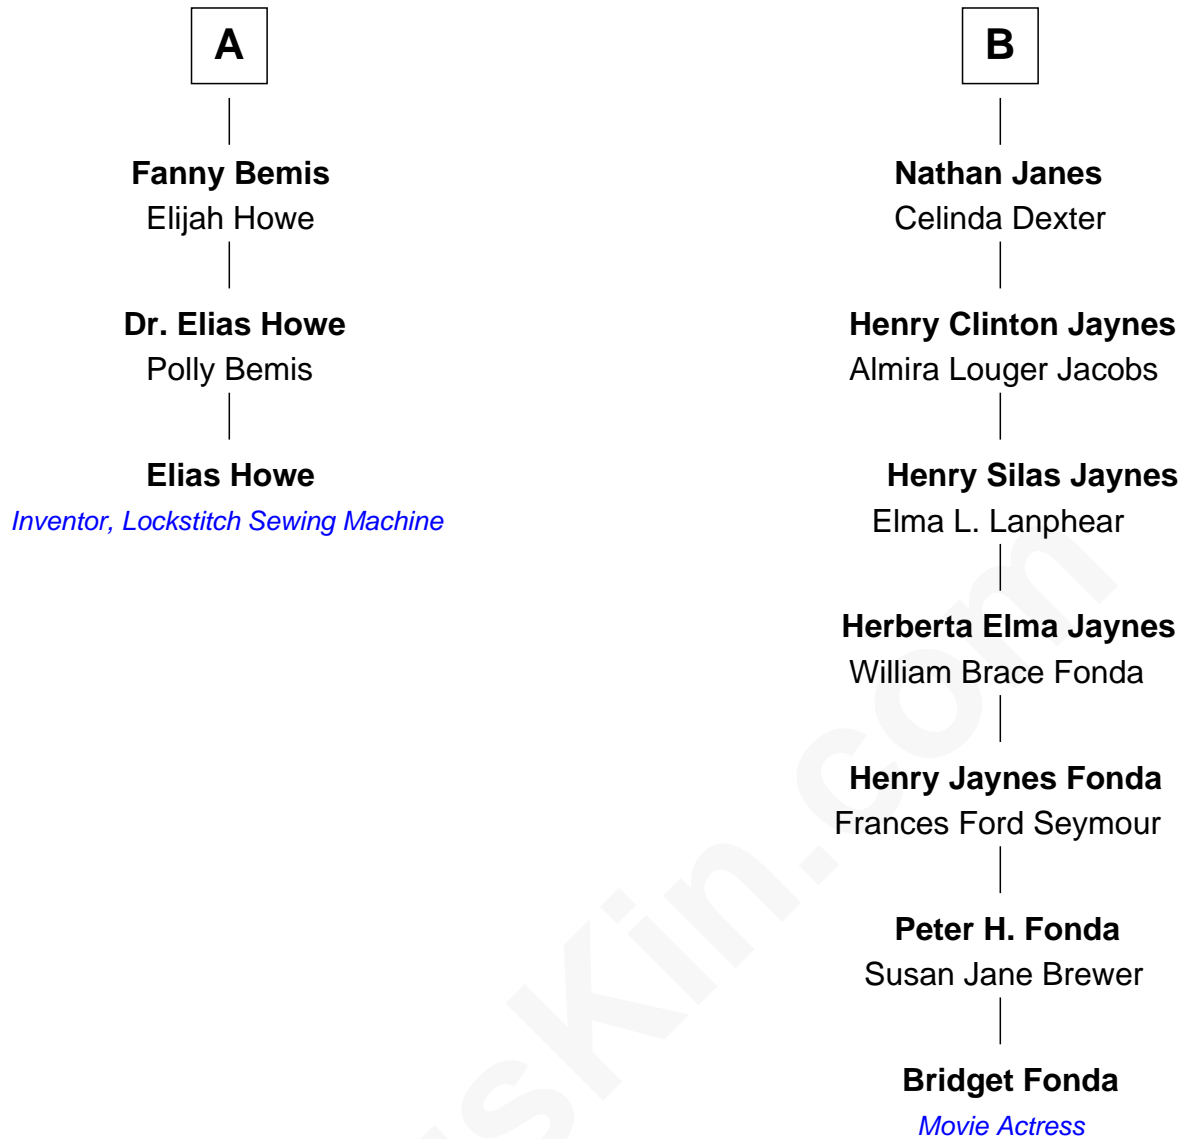 A
Fanny Bemis
Elijah Howe
Dr. Elias Howe
Polly Bemis
Elias Howe
Inventor, Lockstitch Sewing Machine
B
Nathan Janes
Celinda Dexter
Henry Clinton Jaynes
Almira Louger Jacobs
Henry Silas Jaynes
Elma L. Lanphear
Herberta Elma Jaynes
William Brace Fonda
Henry Jaynes Fonda
Frances Ford Seymour
Peter H. Fonda
Susan Jane Brewer
Bridget Fonda
Movie Actress
sKin.com